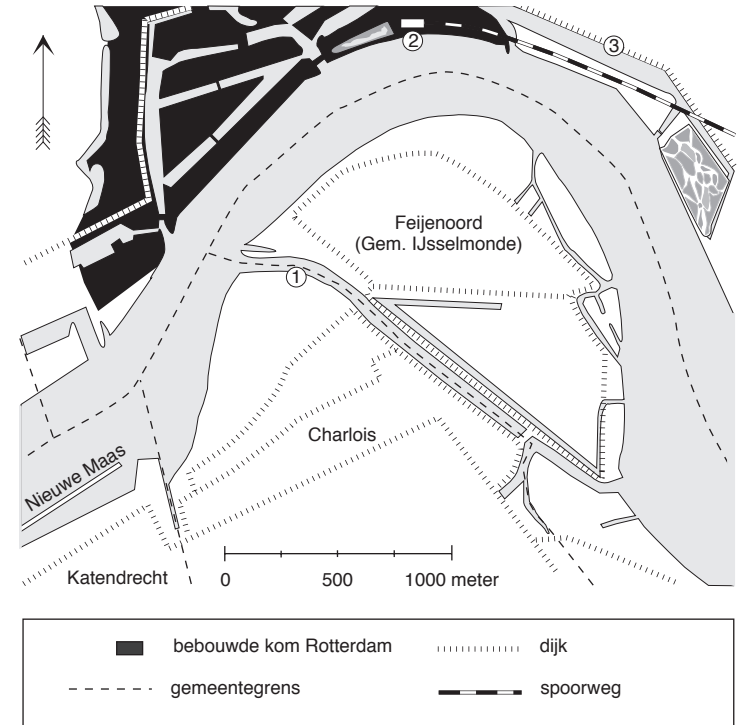 2
3
Feijenoord
(Gem. IJsselmonde)
1
Charlois
Nieuwe Maas
Katendrecht
0 500 1000 meter
bebouwde kom Rotterdam dijk
gemeentegrens spoorweg